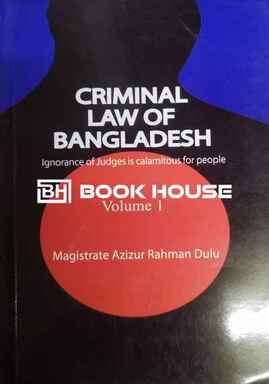 CRIMINAL
LAW OF
BANGLADESH
Ignorance of Judges is calamitous for people
BH BOOK HOUSE
Volume 1
Magistrate Azizur Rahman Dulu